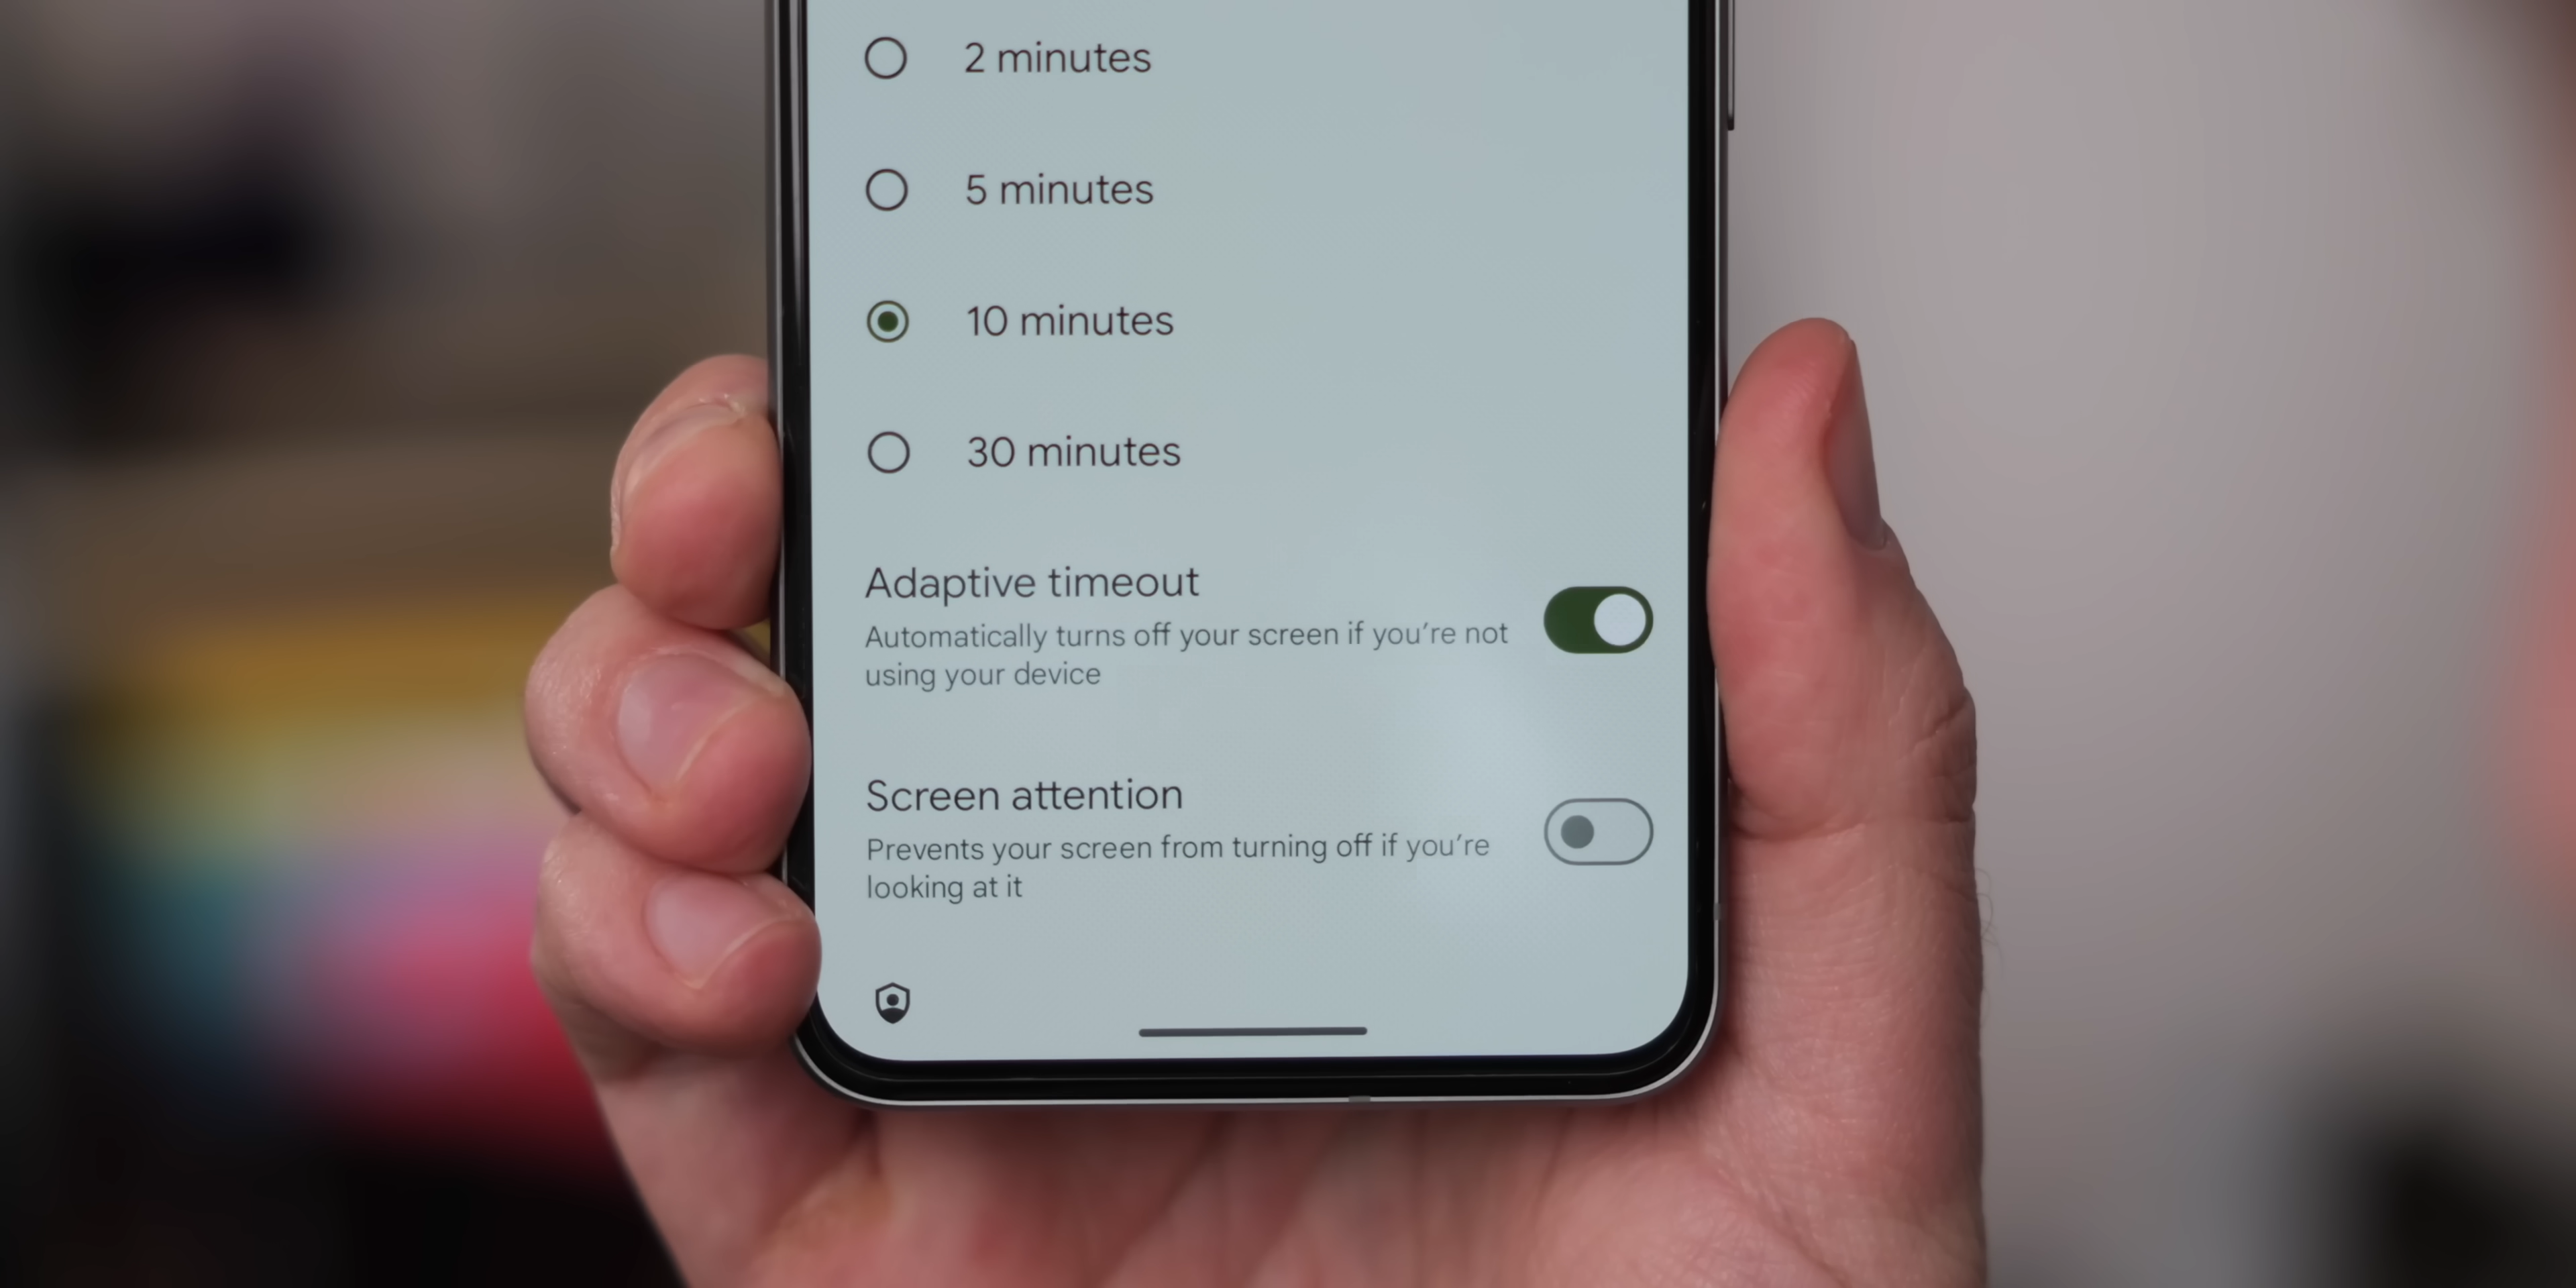 2 minutes
5 minutes
10 minutes
30 minutes
Adaptive timeout
Automatically turns off your screen if you're not
using your device
Screen attention
Prevents your screen from turning off if you're
looking at it